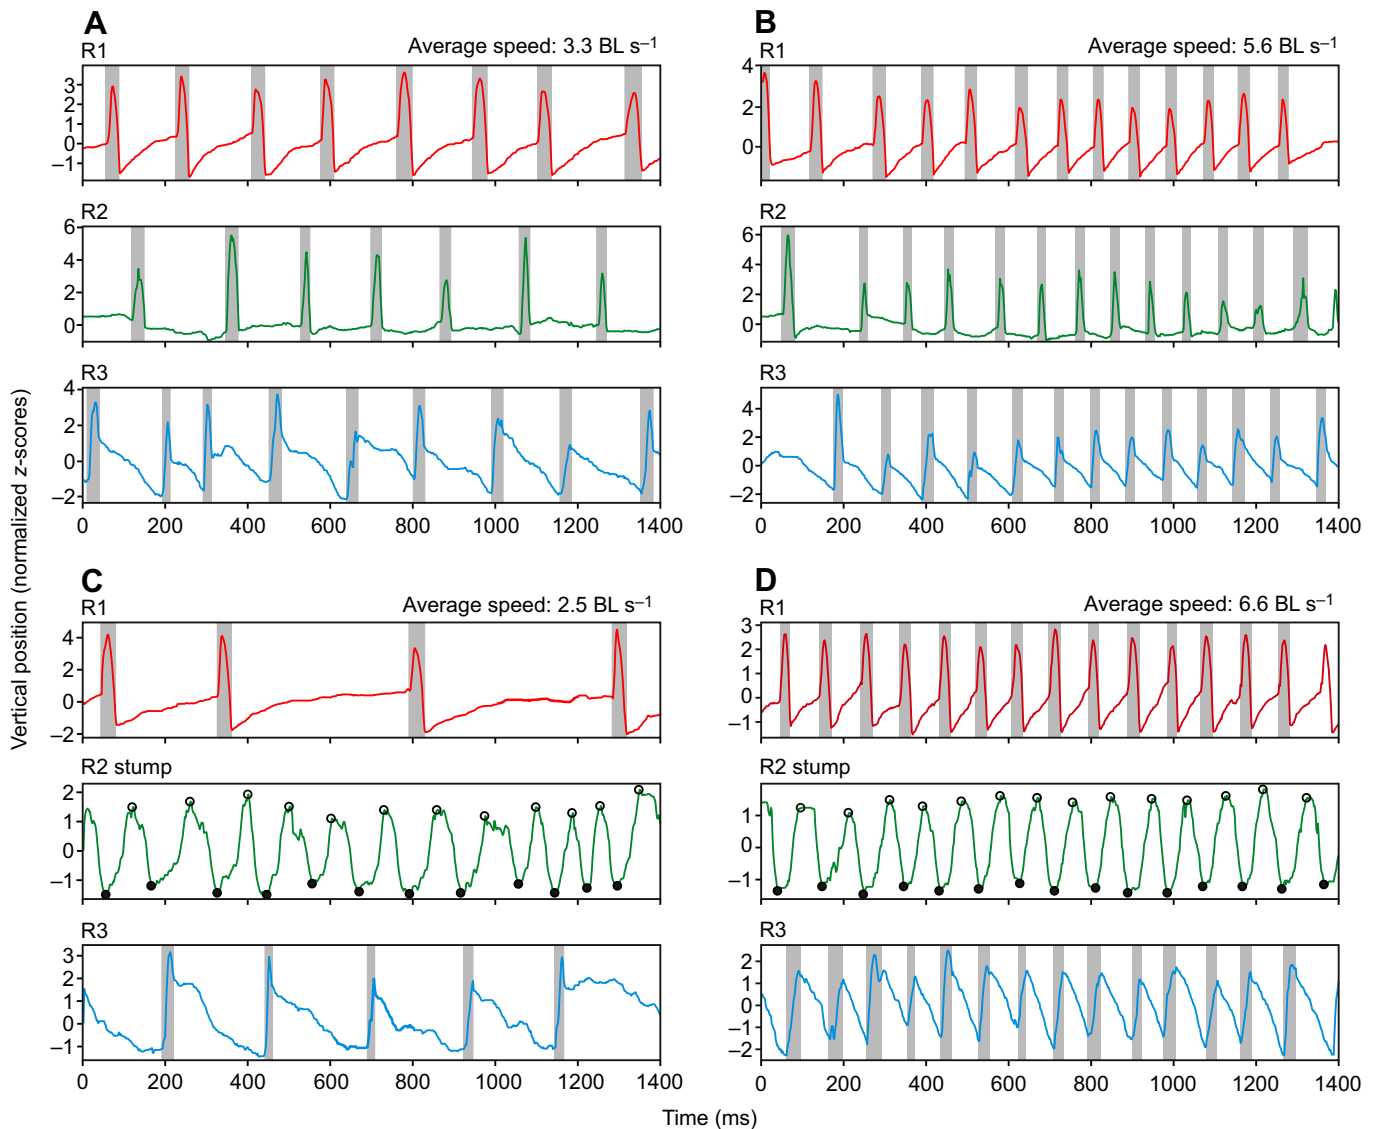 A
R1
Average speed: 3.3 BL s–1
3
2
1
0
–1
R2
6
4
2
0
R3
4
2
0
–2
0 200 400 600 800 1000 1200 1400
B
R1
Average speed: 5.6 BL s–1
4
2
0
R2
6
4
2
0
R3
4
2
0
–2
0 200 400 600 800 1000 1200 1400
Vertical position (normalized z-scores)
C
R1
Average speed: 2.5 BL s–1
4
2
0
–2
R2 stump
2
1
0
–1
R3
3
2
1
0
–1
0 200 400 600 800 1000 1200 1400
D
R1
Average speed: 6.6 BL s–1
3
2
1
0
–1
R2 stump
1
0
–1
R3
2
1
0
–1
–2
0 200 400 600 800 1000 1200 1400
Time (ms)